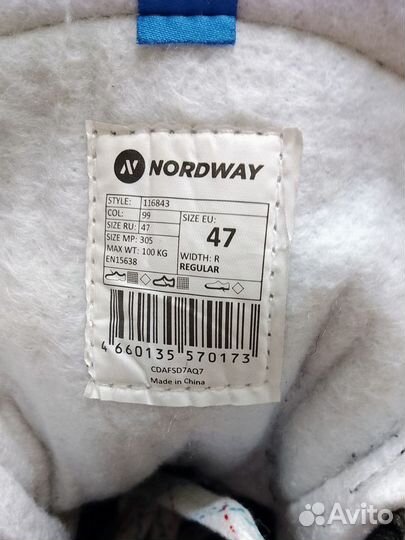 NORDWAY
STYLE: 116843
COL: 99
SIZE RU: 47
SIZE MP: 305
MAX WT: 100 KG
EN15638
SIZE EU:
47
WIDTH: R
REGULAR
4 660135 570173
CDAFSD7AQ7
Made in China
Avito